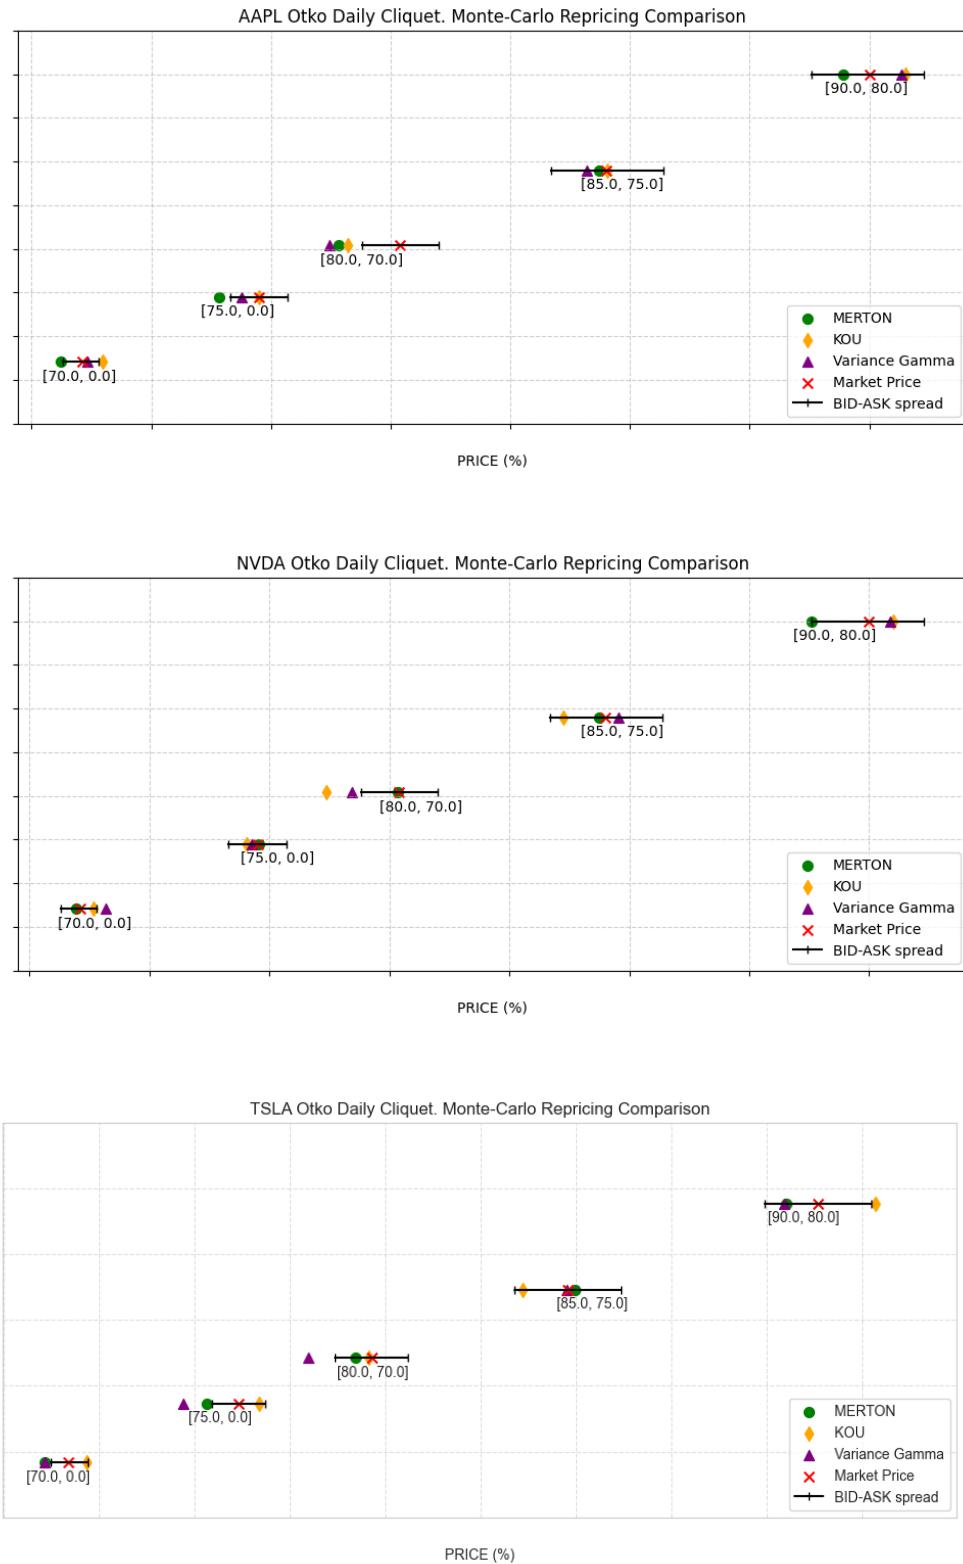 AAPL Otko Daily Cliquet. Monte-Carlo Repricing Comparison
[90.0, 80.0]
[85.0, 75.0]
[80.0, 70.0]
[75.0, 0.0]
[70.0, 0.0]
MERTON
KOU
Variance Gamma
Market Price
BID-ASK spread
PRICE (%)
NVDA Otko Daily Cliquet. Monte-Carlo Repricing Comparison
[90.0, 80.0]
[85.0, 75.0]
[80.0, 70.0]
[75.0, 0.0]
[70.0, 0.0]
MERTON
KOU
Variance Gamma
Market Price
BID-ASK spread
PRICE (%)
TSLA Otko Daily Cliquet. Monte-Carlo Repricing Comparison
[90.0, 80.0]
[85.0, 75.0]
[80.0, 70.0]
[75.0, 0.0]
[70.0, 0.0]
MERTON
KOU
Variance Gamma
Market Price
BID-ASK spread
PRICE (%)